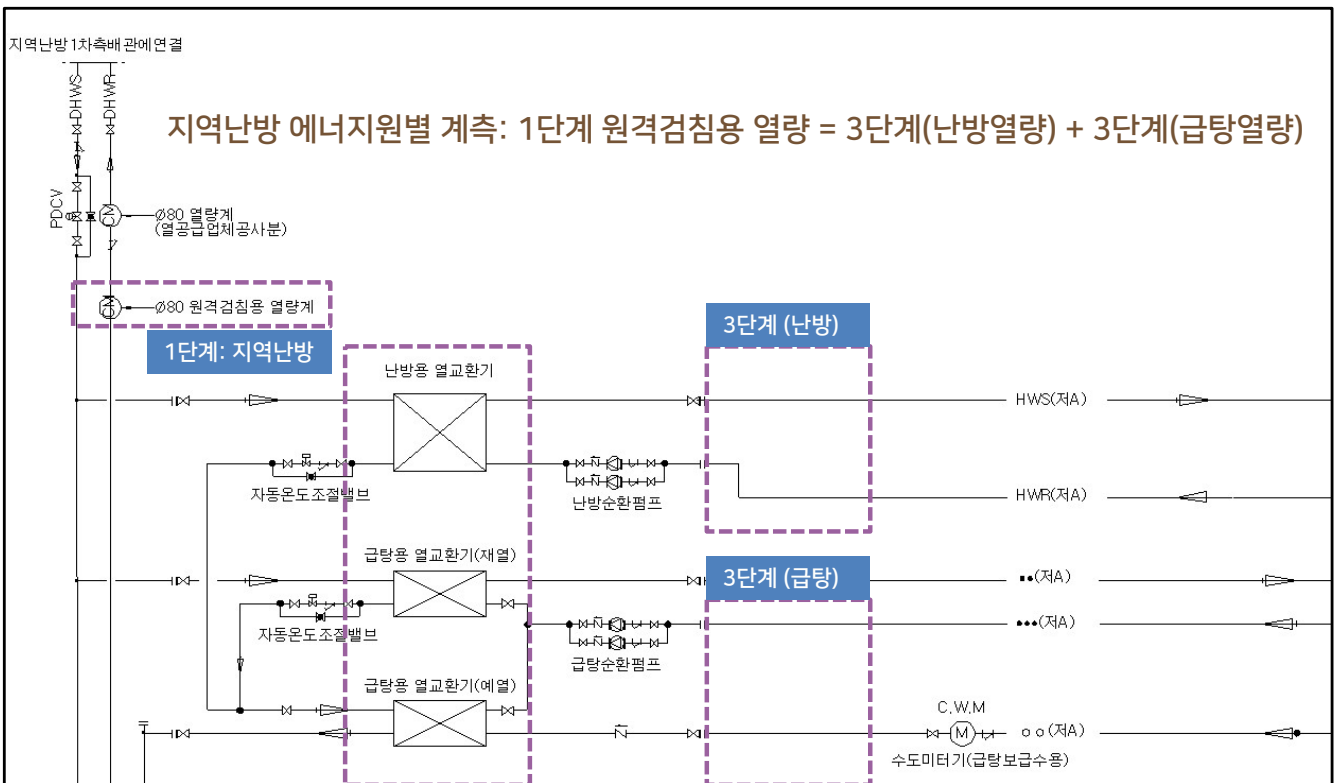 지역난방1차측배관에연결
DHWS
DHWR
지역난방 에너지원별 계측: 1단계 원격검침용 열량 = 3단계(난방열량) + 3단계(급탕열량)
PDCV
CM
Ø80 열량계
(열공급업체공사분)
CM
Ø80 원격검침용 열량계
1단계: 지역난방
3단계 (난방)
난방용 열교환기
HWS(저A)
자동온도조절밸브
난방순환펌프
HWR(저A)
급탕용 열교환기(재열)
3단계 (급탕)
(저A)
자동온도조절밸브
(저A)
급탕순환펌프
급탕용 열교환기(예열)
C.W.M
M
(저A)
수도미터기(급탕보급수용)